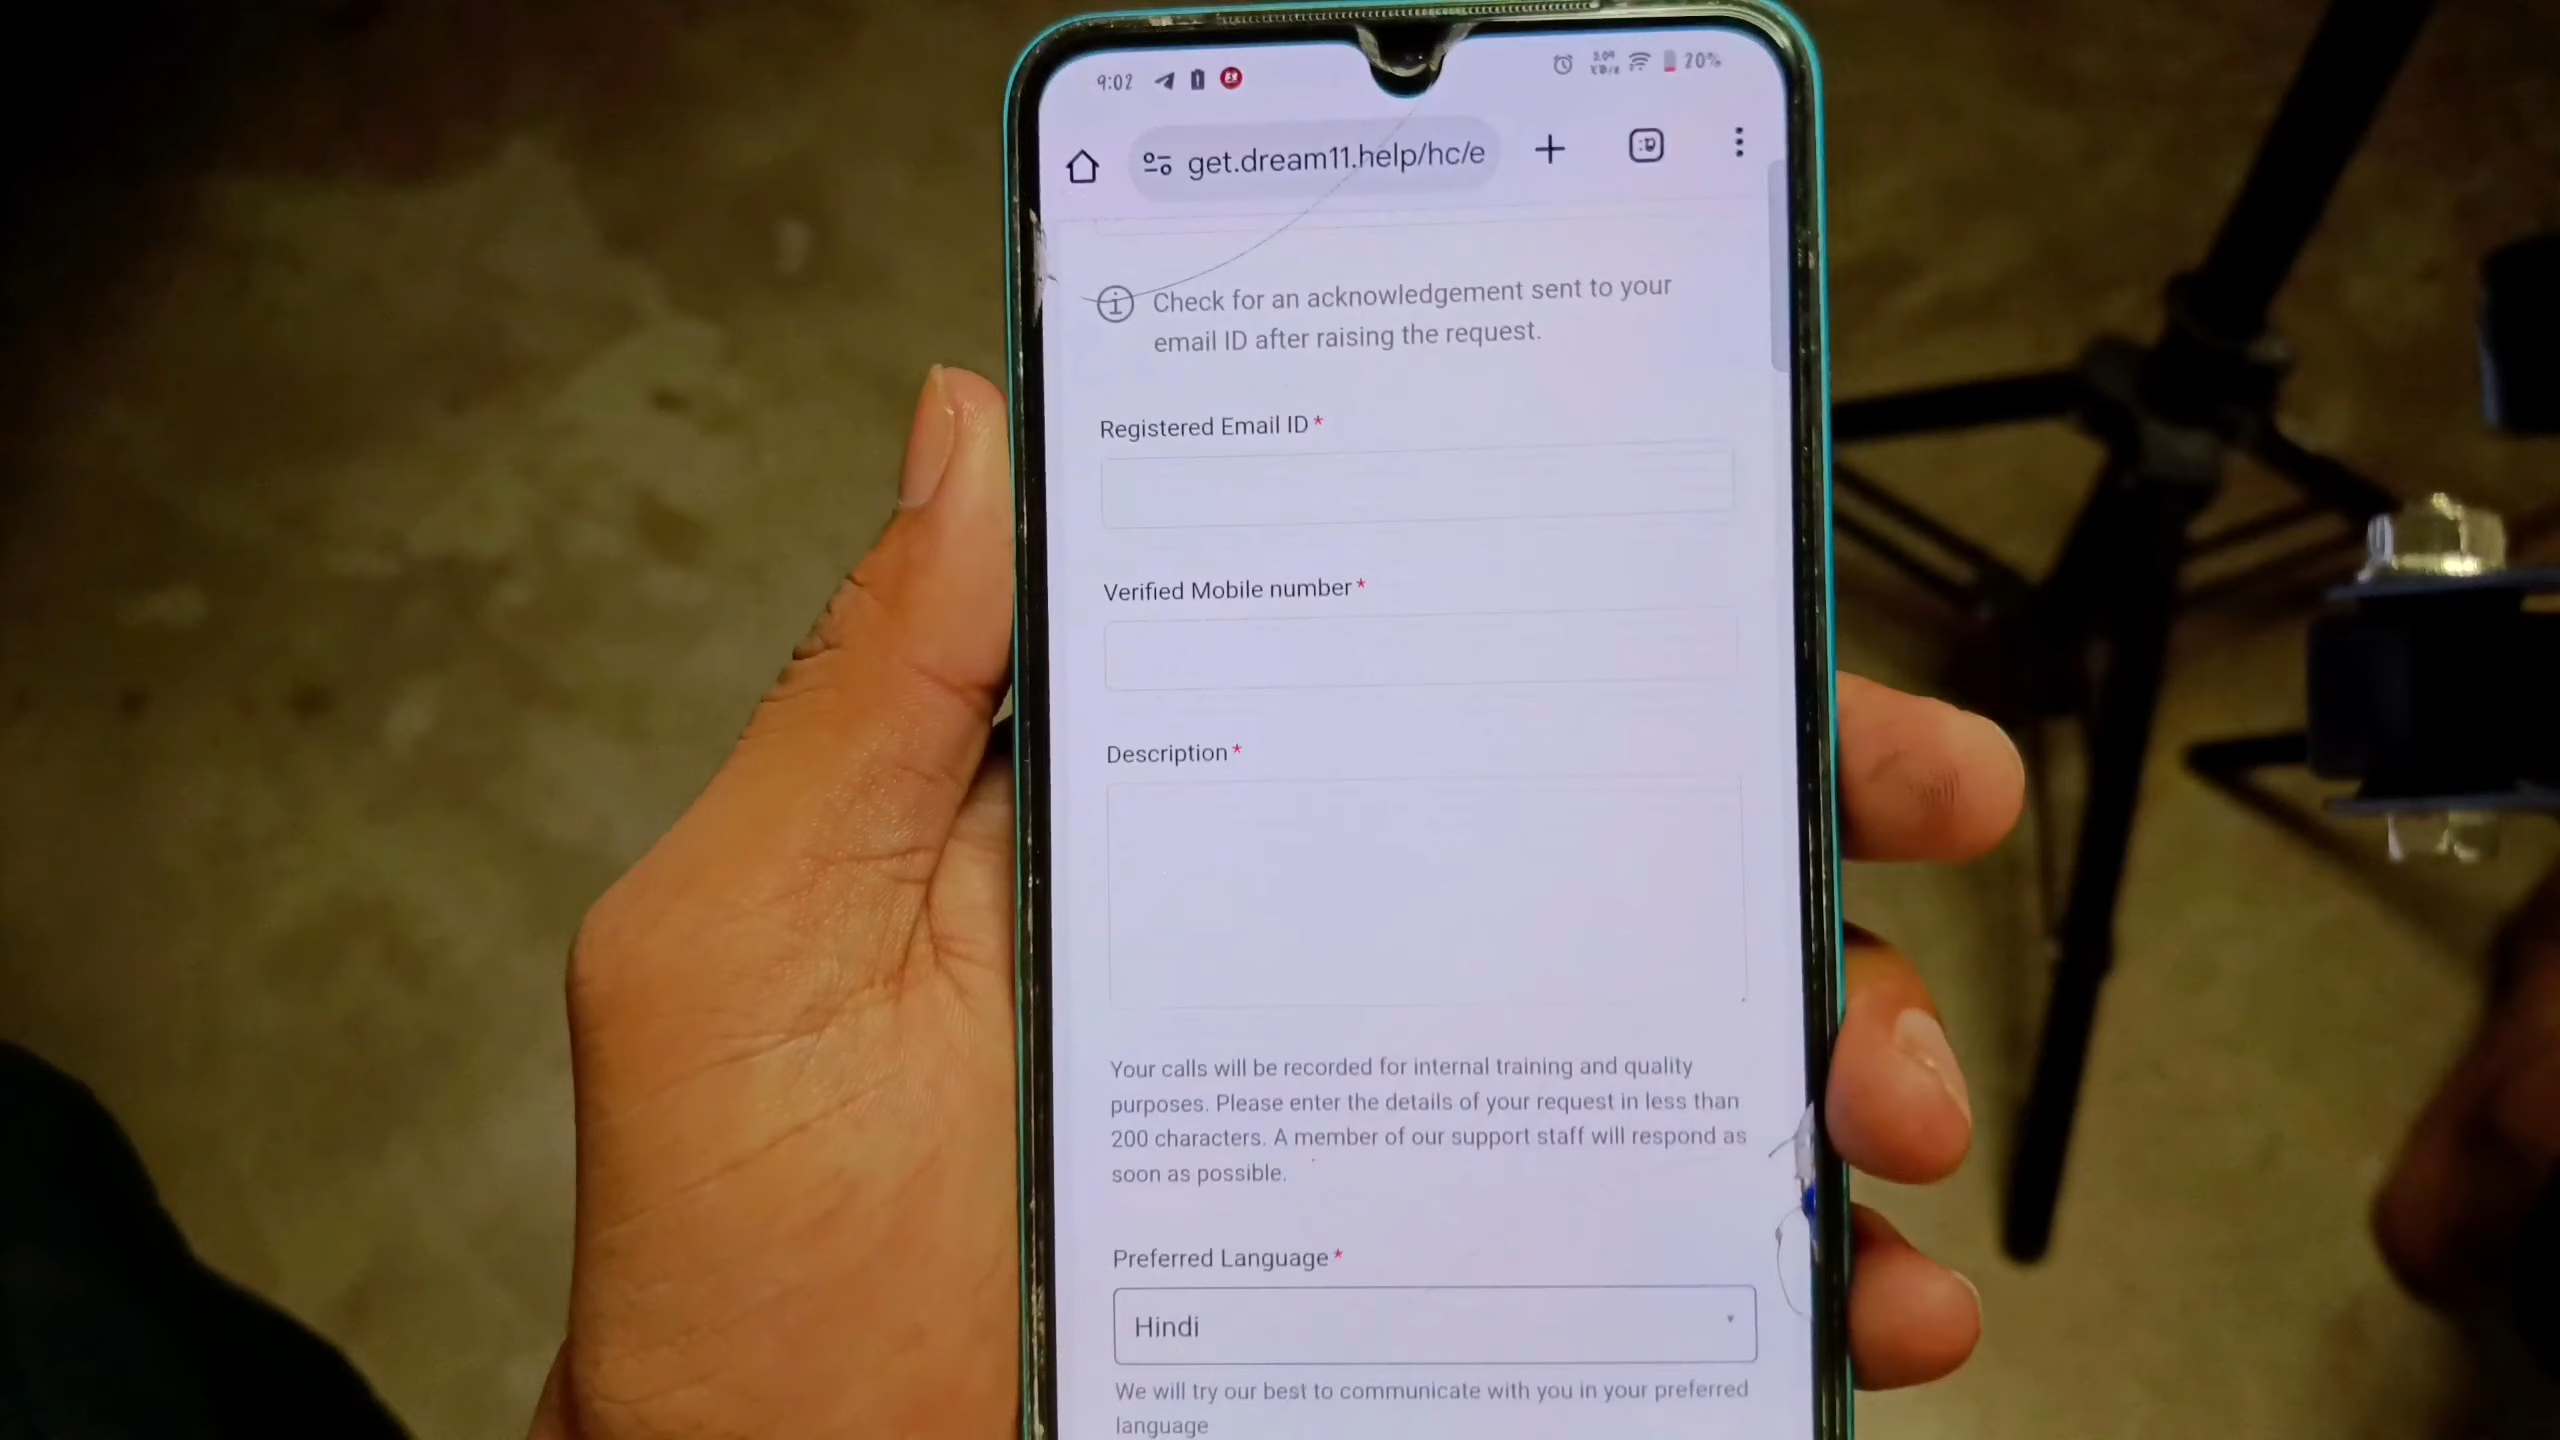 9:02
20%
get.dream11.help/hc/e
:D
Check for an acknowledgement sent to your
email ID after raising the request.
Registered Email ID*
Verified Mobile number*
Description*
Your calls will be recorded for internal training and quality
purposes. Please enter the details of your request in less than
200 characters. A member of our support staff will respond as
soon as possible.
Preferred Language*
Hindi
We will try our best to communicate with you in your preferred
language